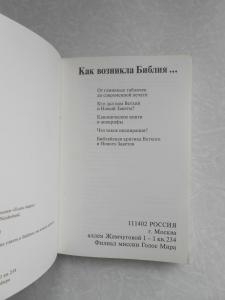 Как возникла Библия ...
От глиняных табличек
до современной печати
Кто дал нам Ветхий
и Новый Заветы?
Канонические книги
и апокрифы
Что такое инспирация?
Библейская критика Ветхого
и Нового Заветов
111402 РОССИЯ
г. Москва
аллея Жемчуговой 1 - 1 кв 234
Филиал миссии Голос Мира